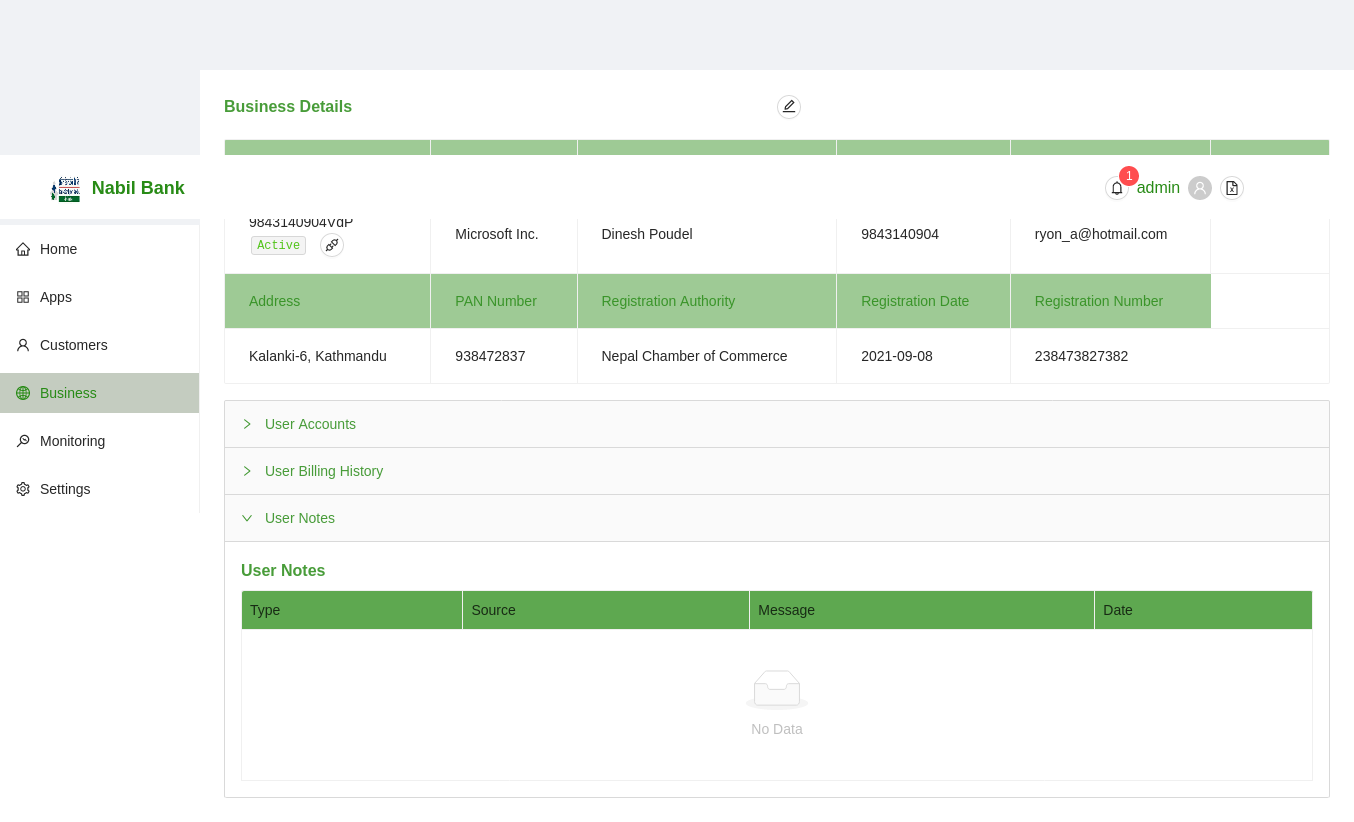 Business Details
Nabil Bank
1
admin
9843140904VdP
Active
Microsoft Inc.
Dinesh Poudel
9843140904
ryon_a@hotmail.com
Address
PAN Number
Registration Authority
Registration Date
Registration Number
Kalanki-6, Kathmandu
938472837
Nepal Chamber of Commerce
2021-09-08
238473827382
Home
Apps
Customers
Business
Monitoring
Settings
User Accounts
User Billing History
User Notes
User Notes
Type
Source
Message
Date
No Data